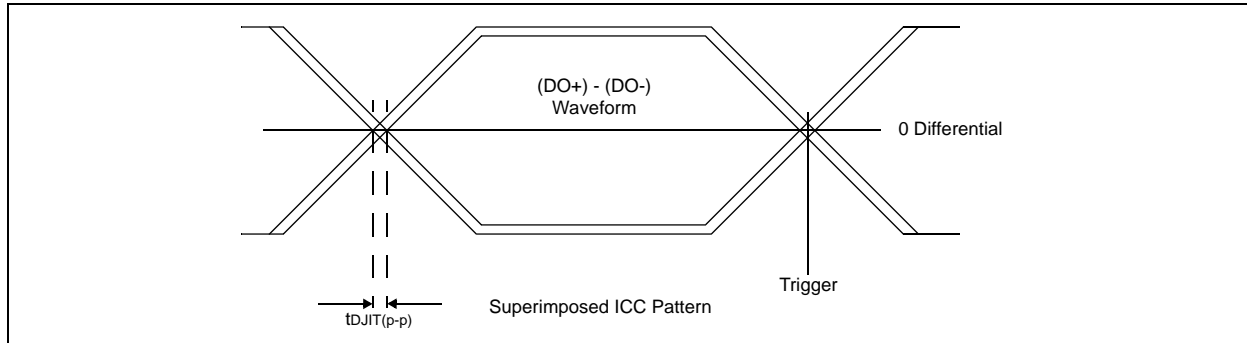 (DO+) - (DO-)
Waveform
0 Differential
Trigger
Superimposed ICC Pattern
tDJIT(p-p)